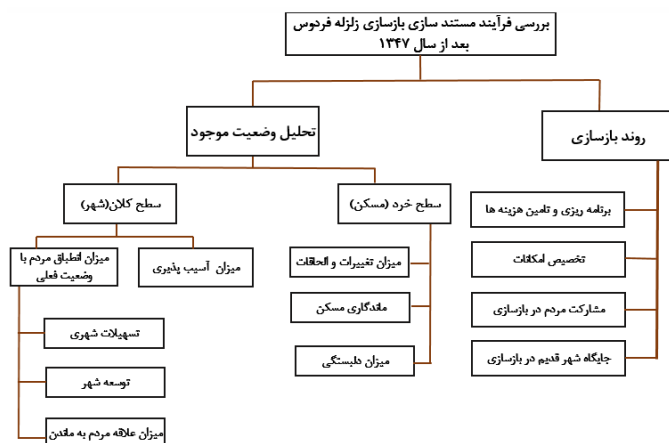 بررسی فرآیند مستند سازی بازسازی زلزله فردوس
بعد از سال ۱۳۴۷
روند بازسازی
برنامه ریزی و تامین هزینه ها
تخصیص امکانات
مشارکت مردم در بازسازی
جایگاه شهر قدیم در بازسازی
تحلیل وضعیت موجود
سطح خرد (مسکن)
میزان تغییرات و الحاقات
ماندگاری مسکن
میزان دلبستگی
سطح کلان(شهر)
میزان آسیب پذیری
میزان انطباق مردم با
وضعیت فعلی
تسهیلات شهری
توسعه شهر
میزان علاقه مردم به ماندن